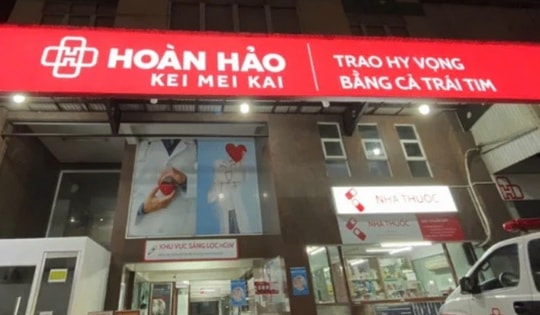 HOÀN HẢO
KEI MEI KAI
TRAO HY VỌNG
BẰNG CẢ TRÁI TIM
NHÀ THUỐC
NHÀ THUỐC
KHU VỰC SÀNG LỌC HGM